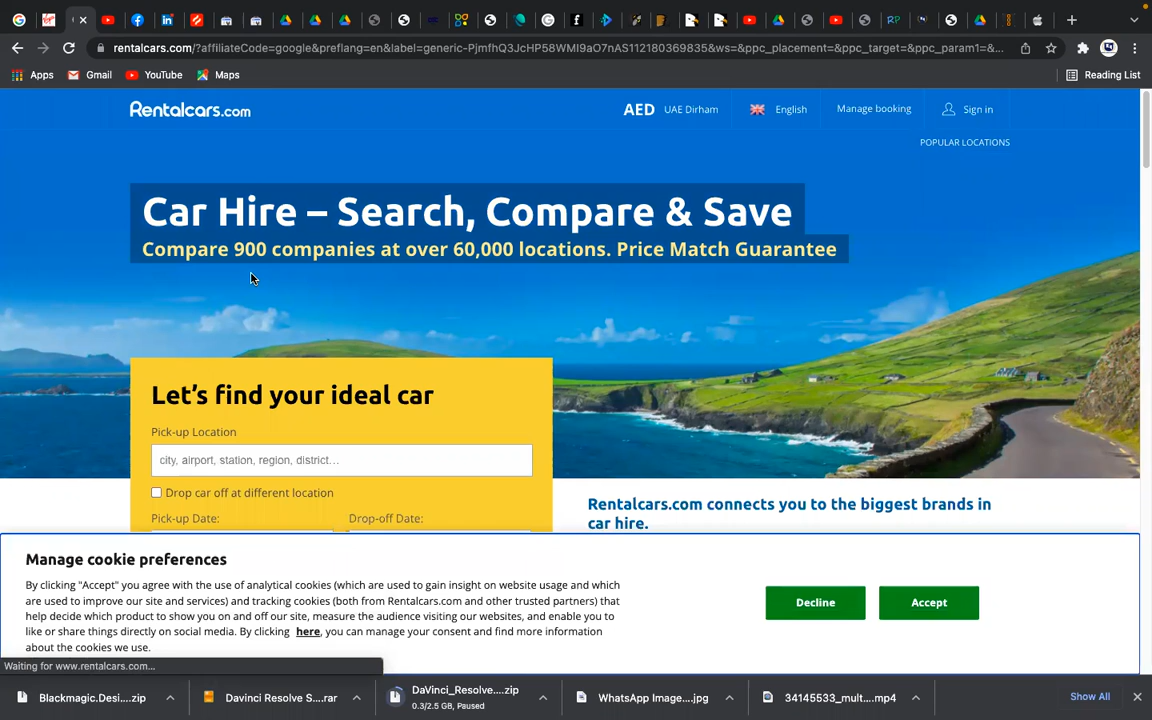 rentalcars.com/?affiliateCode=google&preflang=en&label=generic-PjmfhQ3JcHP58WMI9aO7nAS112180369835&ws=&ppc_placement=&ppc_target=&ppc_param1=&...
Apps
Gmail
YouTube
Maps
Reading List
Rentalcars.com
AED UAE Dirham
English
Manage booking
Sign in
POPULAR LOCATIONS
Car Hire – Search, Compare & Save
Compare 900 companies at over 60,000 locations. Price Match Guarantee
Let's find your ideal car
Pick-up Location
city, airport, station, region, district...
Drop car off at different location
Pick-up Date:
Drop-off Date:
Rentalcars.com connects you to the biggest brands in
car hire.
Manage cookie preferences
By clicking "Accept" you agree with the use of analytical cookies (which are used to gain insight on website usage and which
are used to improve our site and services) and tracking cookies (both from Rentalcars.com and other trusted partners) that
help decide which product to show you on and off our site, measure the audience visiting our websites, and enable you to
like or share things directly on social media. By clicking here, you can manage your consent and find more information
about the cookies we use.
Decline
Accept
Waiting for www.rentalcars.com...
Blackmagic.Desi....zip
Davinci Resolve S....rar
DaVinci_Resolve....zip
0.3/2.5 GB, Paused
WhatsApp Image....jpg
34145533_mult....mp4
Show All